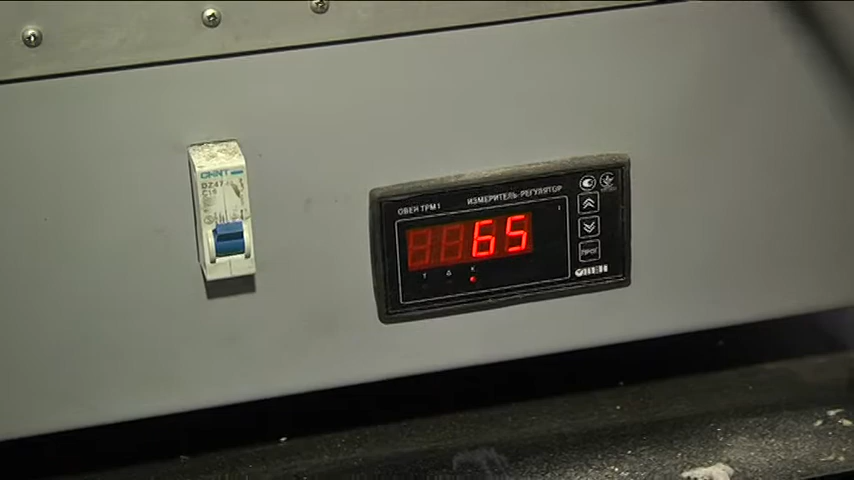 CHNT
DZ47
C16
ОВЕН ТРМ1
ИЗМЕРИТЕЛЬ-РЕГУЛЯТОР
65
Т К
ПРОГ
ОВЕН